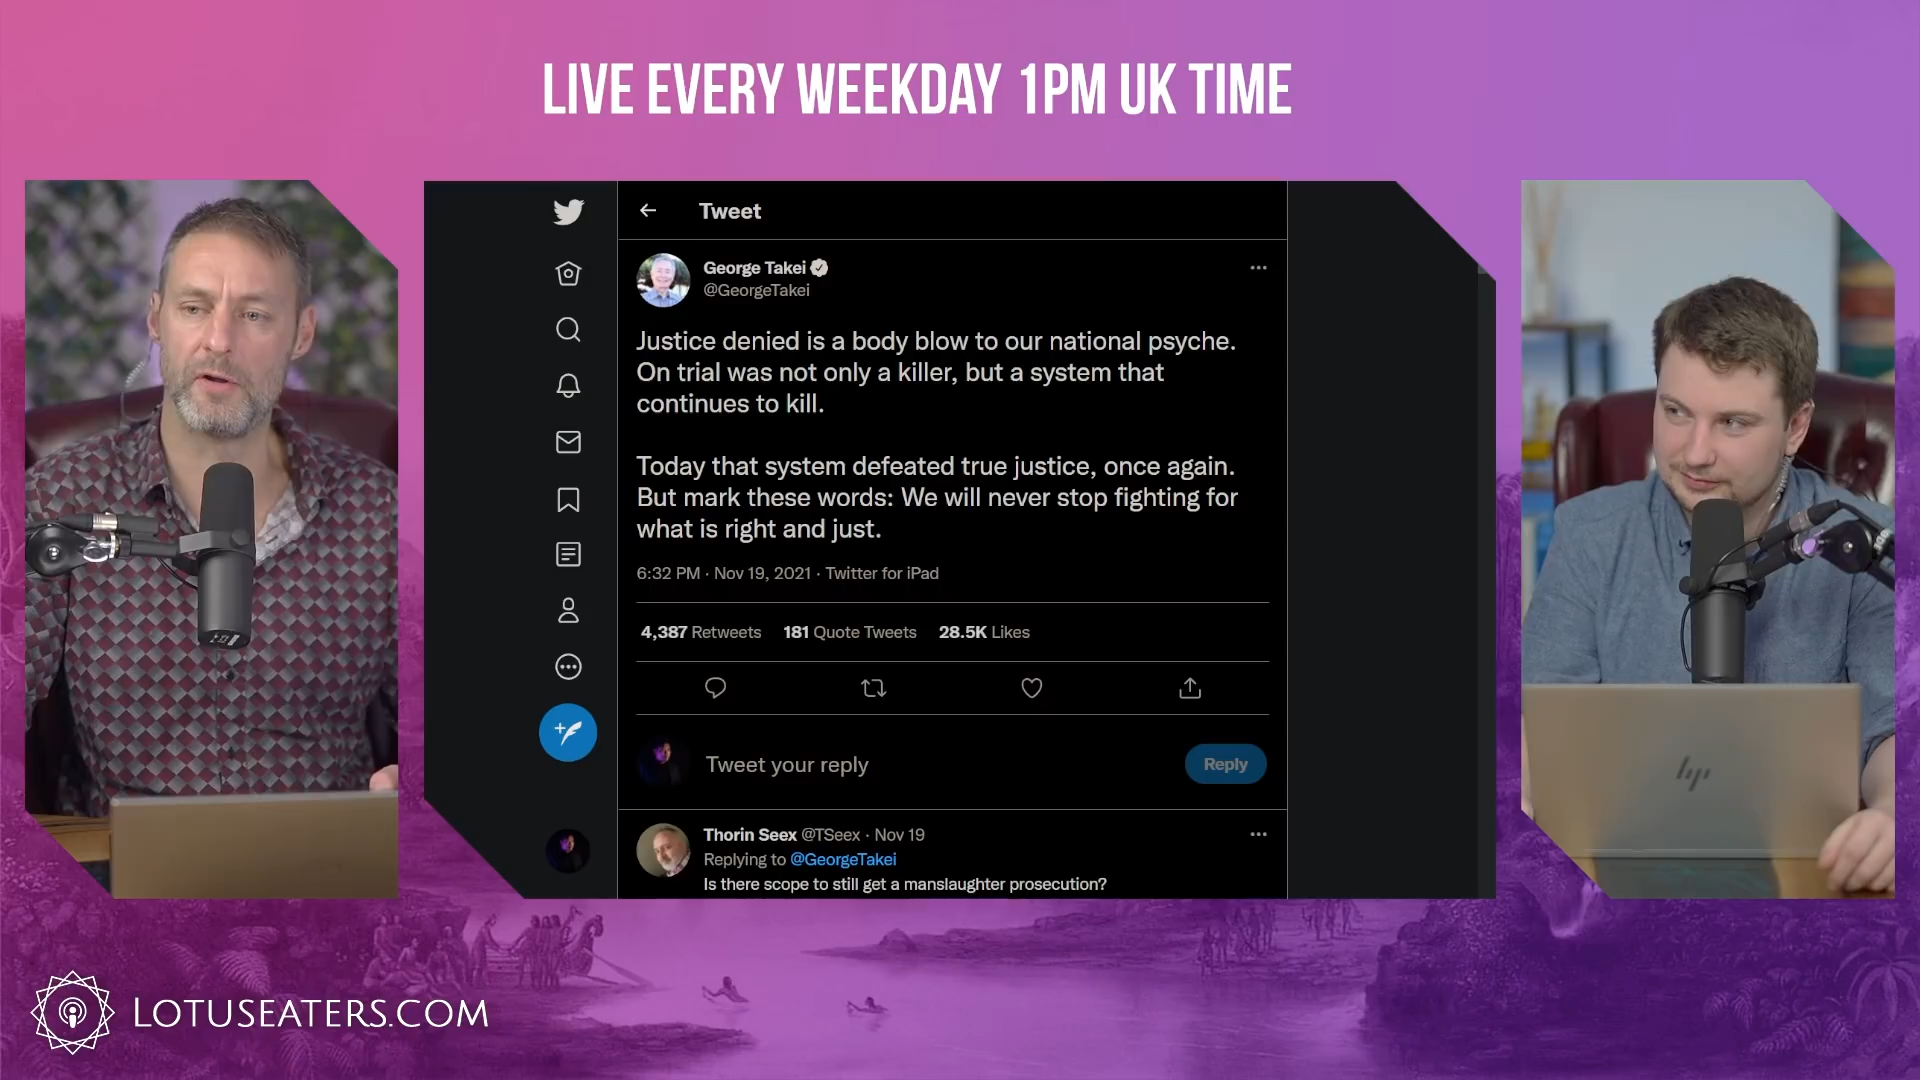 LIVE EVERY WEEKDAY 1PM UK TIME
Tweet
George Takei
@GeorgeTakei
Justice denied is a body blow to our national psyche.
On trial was not only a killer, but a system that
continues to kill.
Today that system defeated true justice, once again.
But mark these words: We will never stop fighting for
what is right and just.
6:32 PM · Nov 19, 2021 · Twitter for iPad
4,387 Retweets 181 Quote Tweets 28.5K Likes
Tweet your reply
Reply
Thorin Seex @TSeex · Nov 19
Replying to @GeorgeTakei
Is there scope to still get a manslaughter prosecution?
hp
LOTUSEATERS.COM